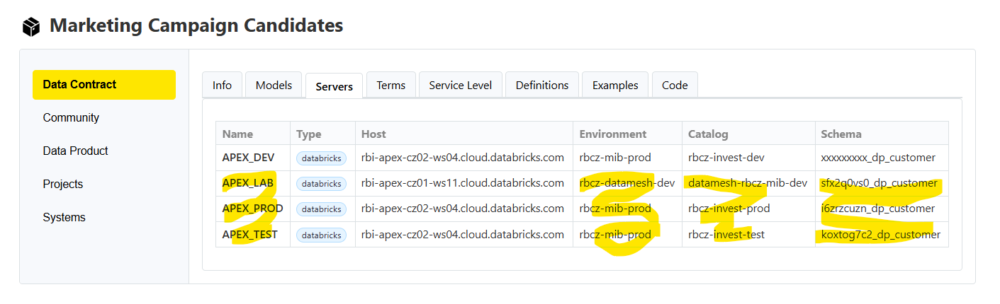 Marketing Campaign Candidates
Data Contract
Community
Data Product
Projects
Systems
Info Models Servers Terms Service Level Definitions Examples Code
Name Type Host Environment Catalog Schema
APEX_DEV databricks rbi-apex-cz02-ws04.cloud.databricks.com rbcz-mib-prod rbcz-invest-dev xxxxxxxxx_dp_customer
APEX_LAB databricks rbi-apex-cz01-ws11.cloud.databricks.com rbcz-datamesh-dev datamesh-rbcz-mib-dev sfx2q0vs0_dp_customer
APEX_PROD databricks rbi-apex-cz02-ws04.cloud.databricks.com rbcz-mib-prod rbcz-invest-prod i6zrzcuzn_dp_customer
APEX_TEST databricks rbi-apex-cz02-ws04.cloud.databricks.com rbcz-mib-prod rbcz-invest-test koxtog7c2_dp_customer